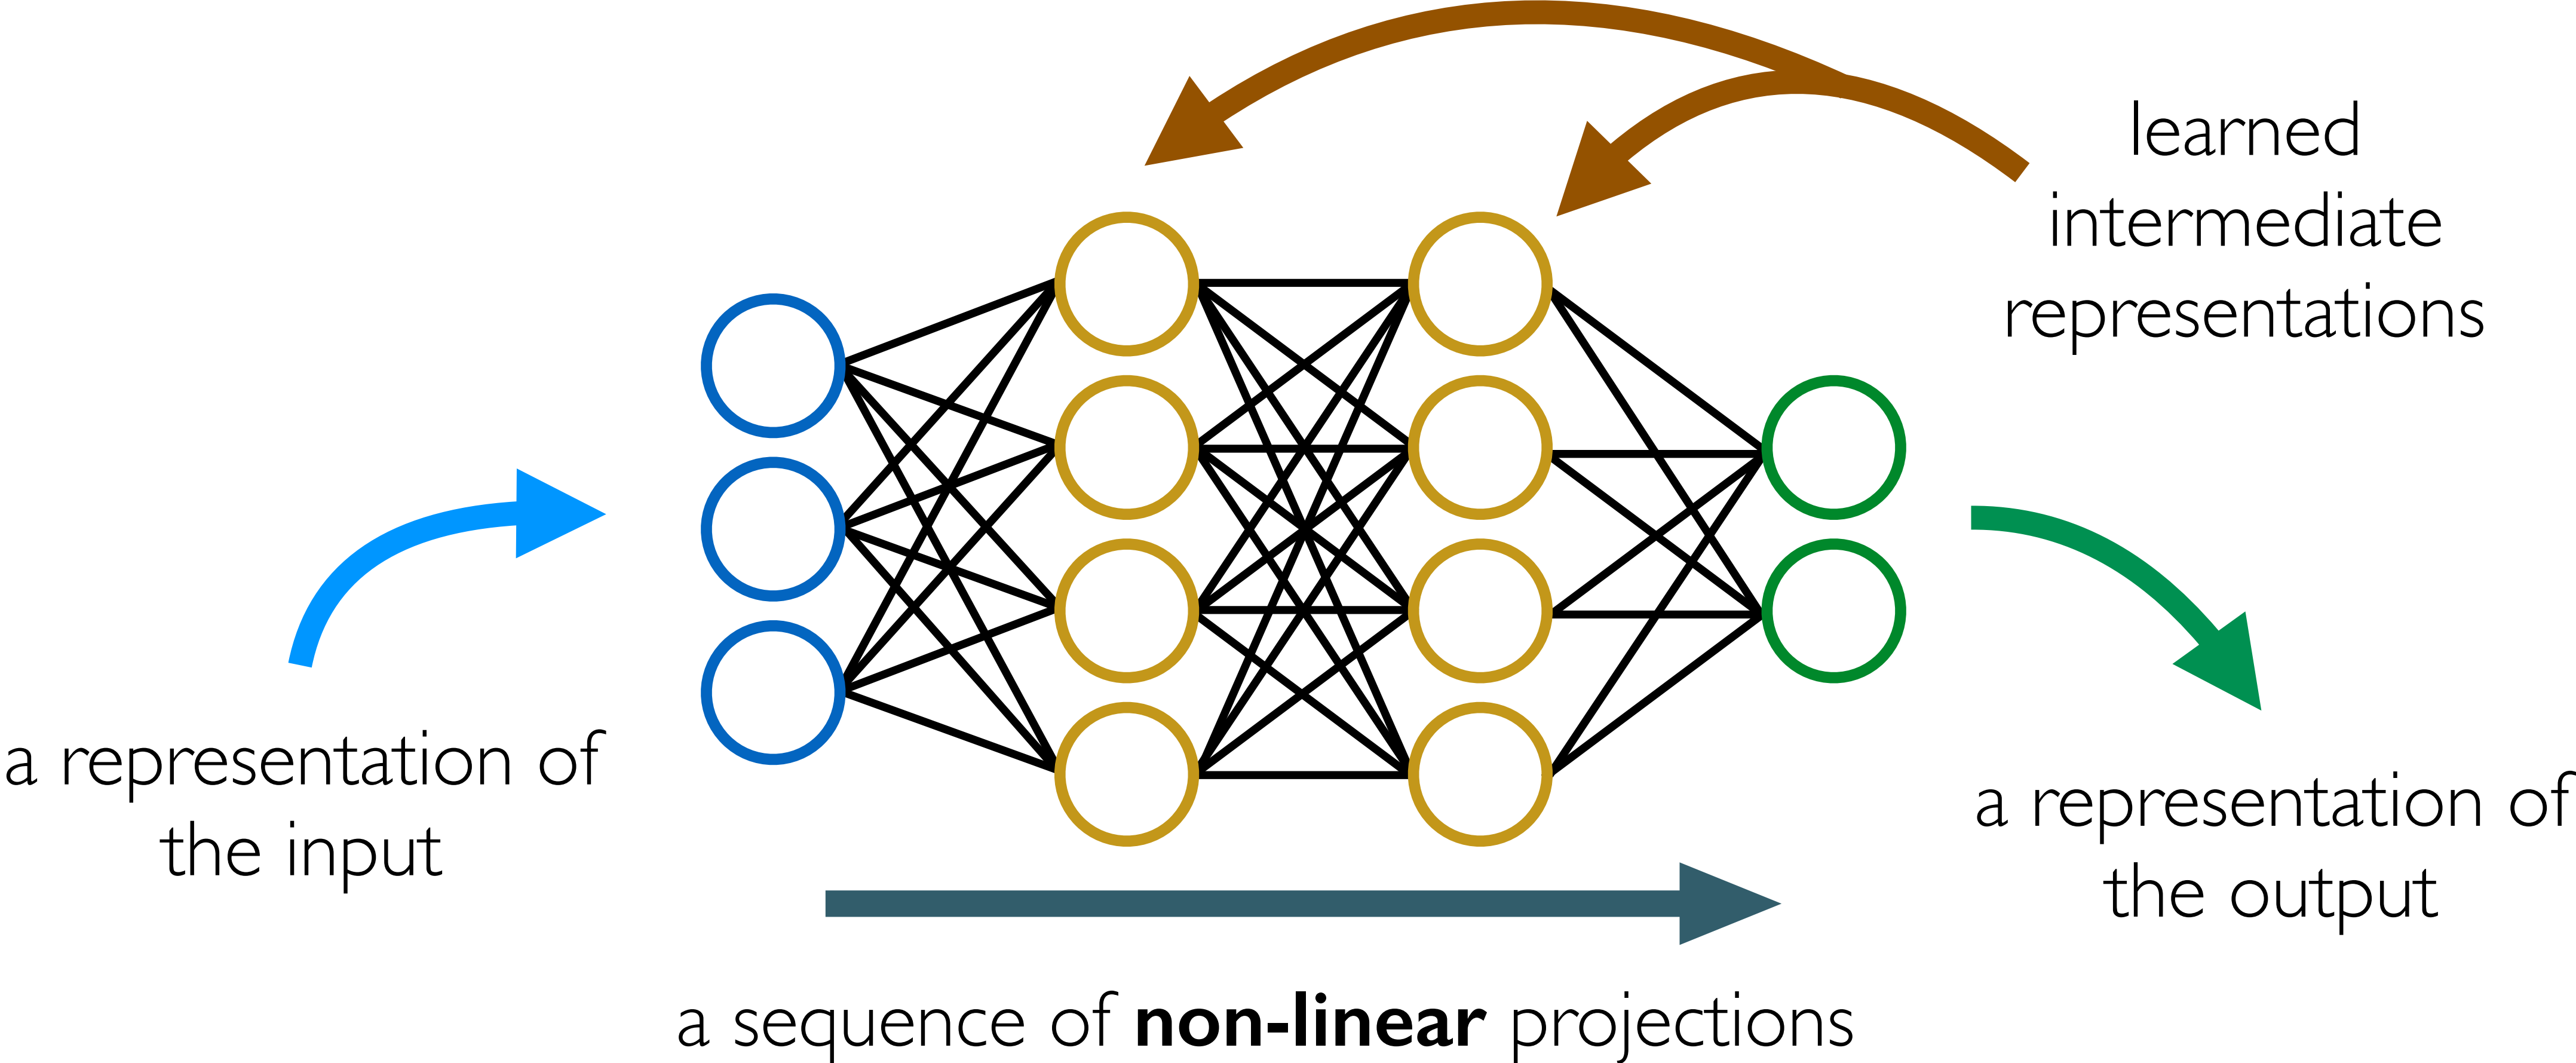 learned
intermediate
representations
a representation of
the input
a representation of
the output
a sequence of non-linear projections